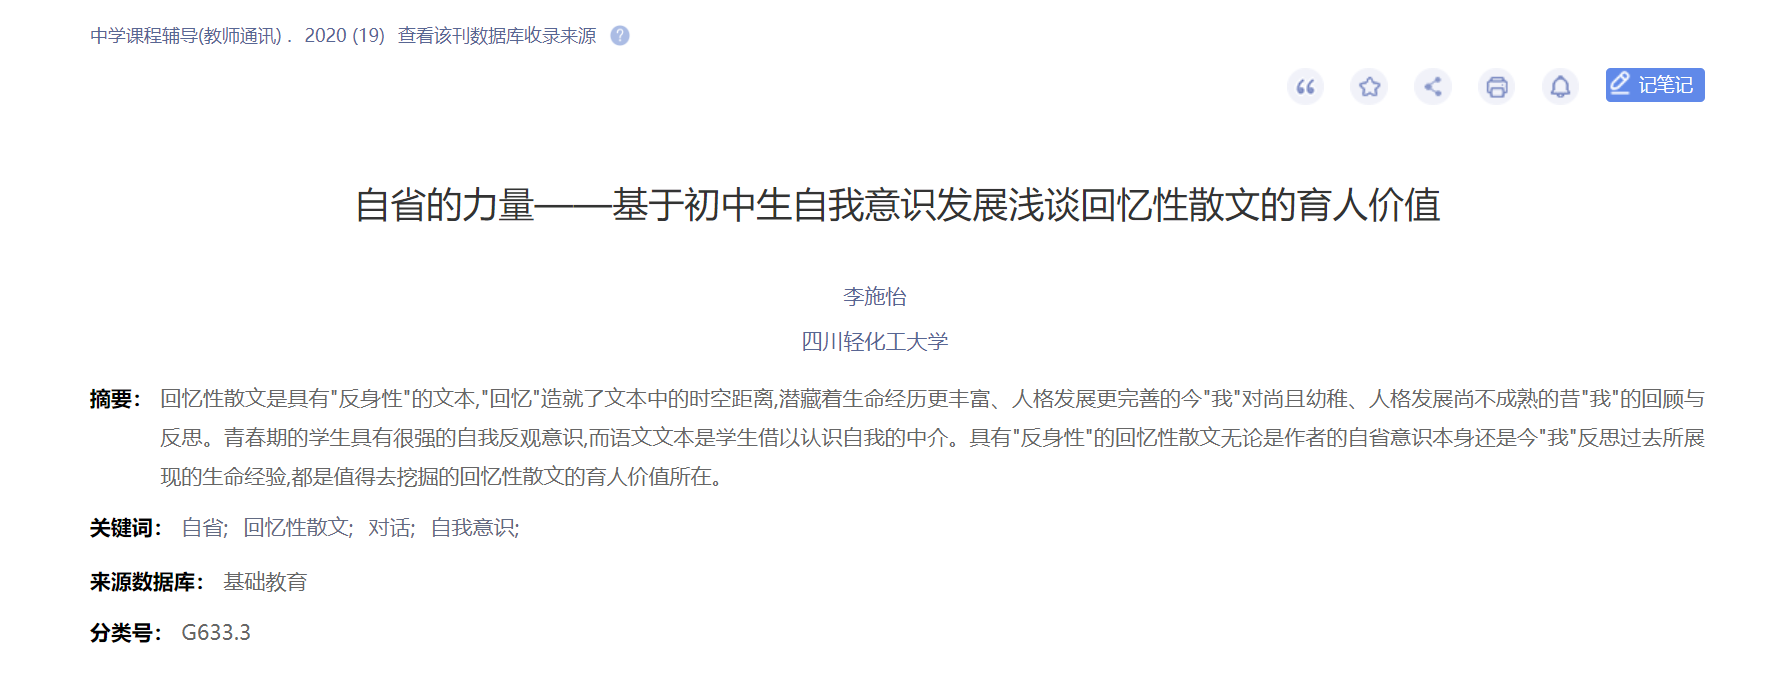 中学课程辅导(教师通讯) . 2020 (19) 查看该刊数据库收录来源 ?
记笔记
自省的力量——基于初中生自我意识发展浅谈回忆性散文的育人价值
李施怡
四川轻化工大学
摘要： 回忆性散文是具有"反身性"的文本,"回忆"造就了文本中的时空距离,潜藏着生命经历更丰富、人格发展更完善的今"我"对尚且幼稚、人格发展尚不成熟的昔"我"的回顾与
反思。青春期的学生具有很强的自我反观意识,而语文文本是学生借以认识自我的中介。具有"反身性"的回忆性散文无论是作者的自省意识本身还是今"我"反思过去所展
现的生命经验,都是值得去挖掘的回忆性散文的育人价值所在。
关键词： 自省; 回忆性散文; 对话; 自我意识;
来源数据库： 基础教育
分类号： G633.3